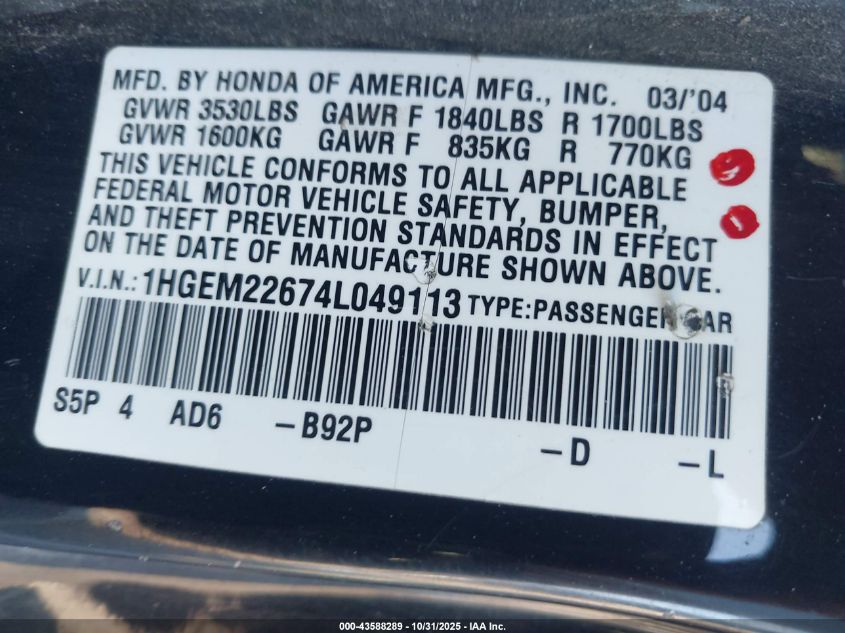 MFD. BY HONDA OF AMERICA MFG., INC. 03/'04
GVWR 3530LBS GAWR F 1840LBS R 1700LBS
GVWR 1600KG GAWR F 835KG R 770KG
THIS VEHICLE CONFORMS TO ALL APPLICABLE
FEDERAL MOTOR VEHICLE SAFETY, BUMPER,
AND THEFT PREVENTION STANDARDS IN EFFECT
ON THE DATE OF MANUFACTURE SHOWN ABOVE.
V.I.N.: 1HGEM22674L049113 TYPE:PASSENGER CAR
S5P 4 AD6 -B92P -D -L
000-43588289 - 10/31/2025 - IAA Inc.